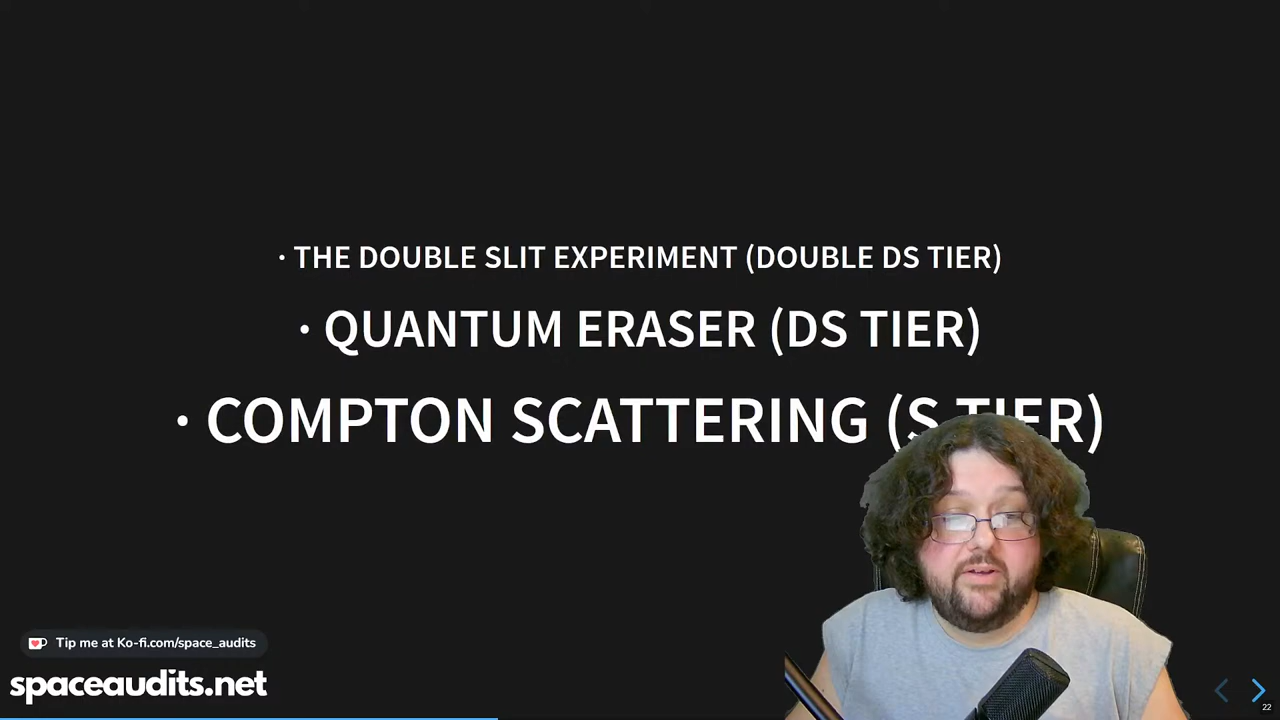 · THE DOUBLE SLIT EXPERIMENT (DOUBLE DS TIER)
· QUANTUM ERASER (DS TIER)
· COMPTON SCATTERING (S TIER)
Tip me at Ko-fi.com/space_audits
spaceaudits.net
22